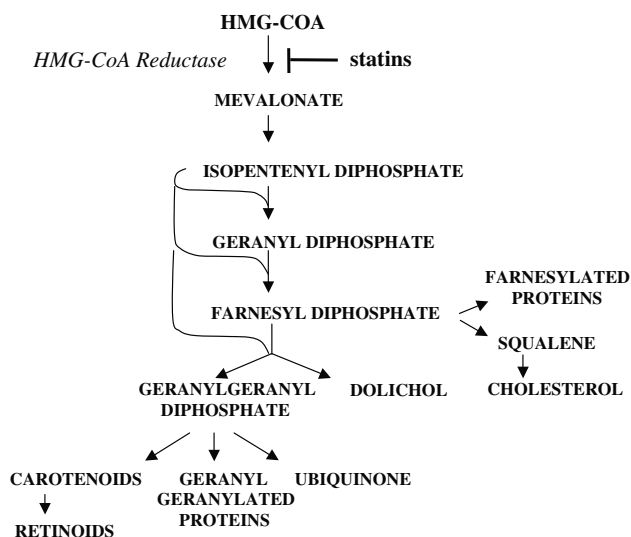 HMG-COA
HMG-CoA Reductase
statins
MEVALONATE
ISOPENTENYL DIPHOSPHATE
GERANYL DIPHOSPHATE
FARNESYL DIPHOSPHATE
FARNESYLATED
PROTEINS
SQUALENE
CHOLESTEROL
GERANYLGERANYL
DIPHOSPHATE
DOLICHOL
CAROTENOIDS
RETINOIDS
GERANYL
GERANYLATED
PROTEINS
UBIQUINONE